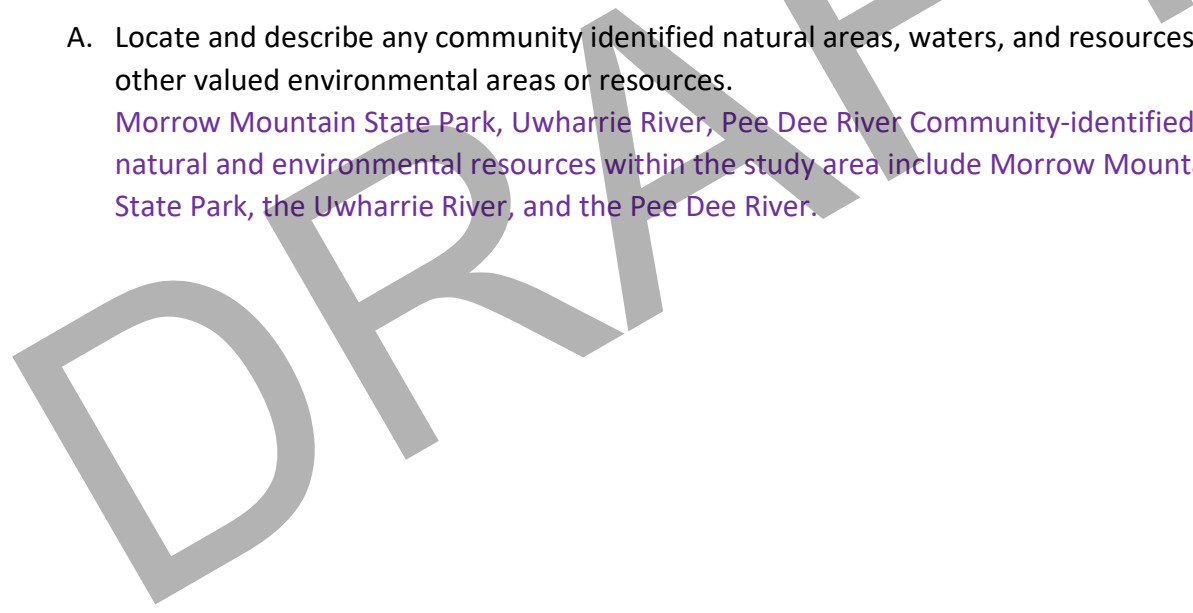 A. Locate and describe any community identified natural areas, waters, and resources
other valued environmental areas or resources.
Morrow Mountain State Park, Uwharrie River, Pee Dee River Community-identified
natural and environmental resources within the study area include Morrow Mount
State Park, the Uwharrie River, and the Pee Dee River.